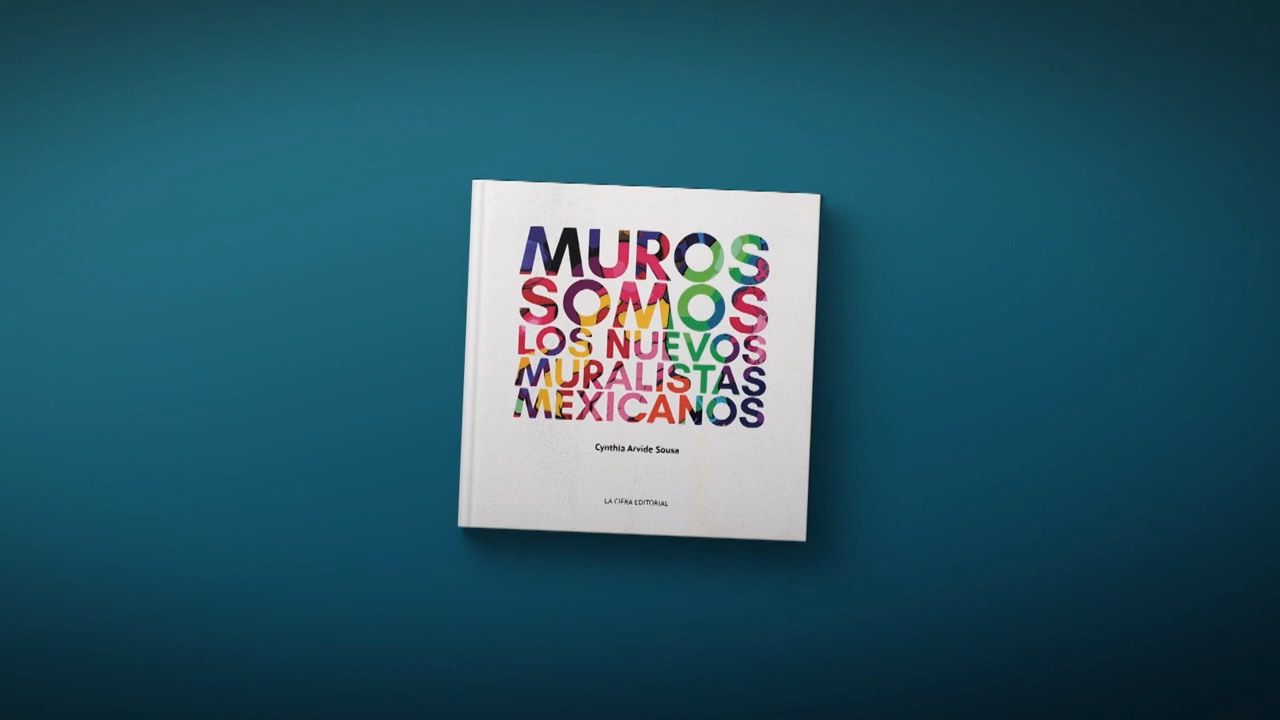 MUROS
SOMOS
LOS NUEVOS
MURALISTAS
MEXICANOS
Cynthia Arvide Sousa
LA CIFRA EDITORIAL